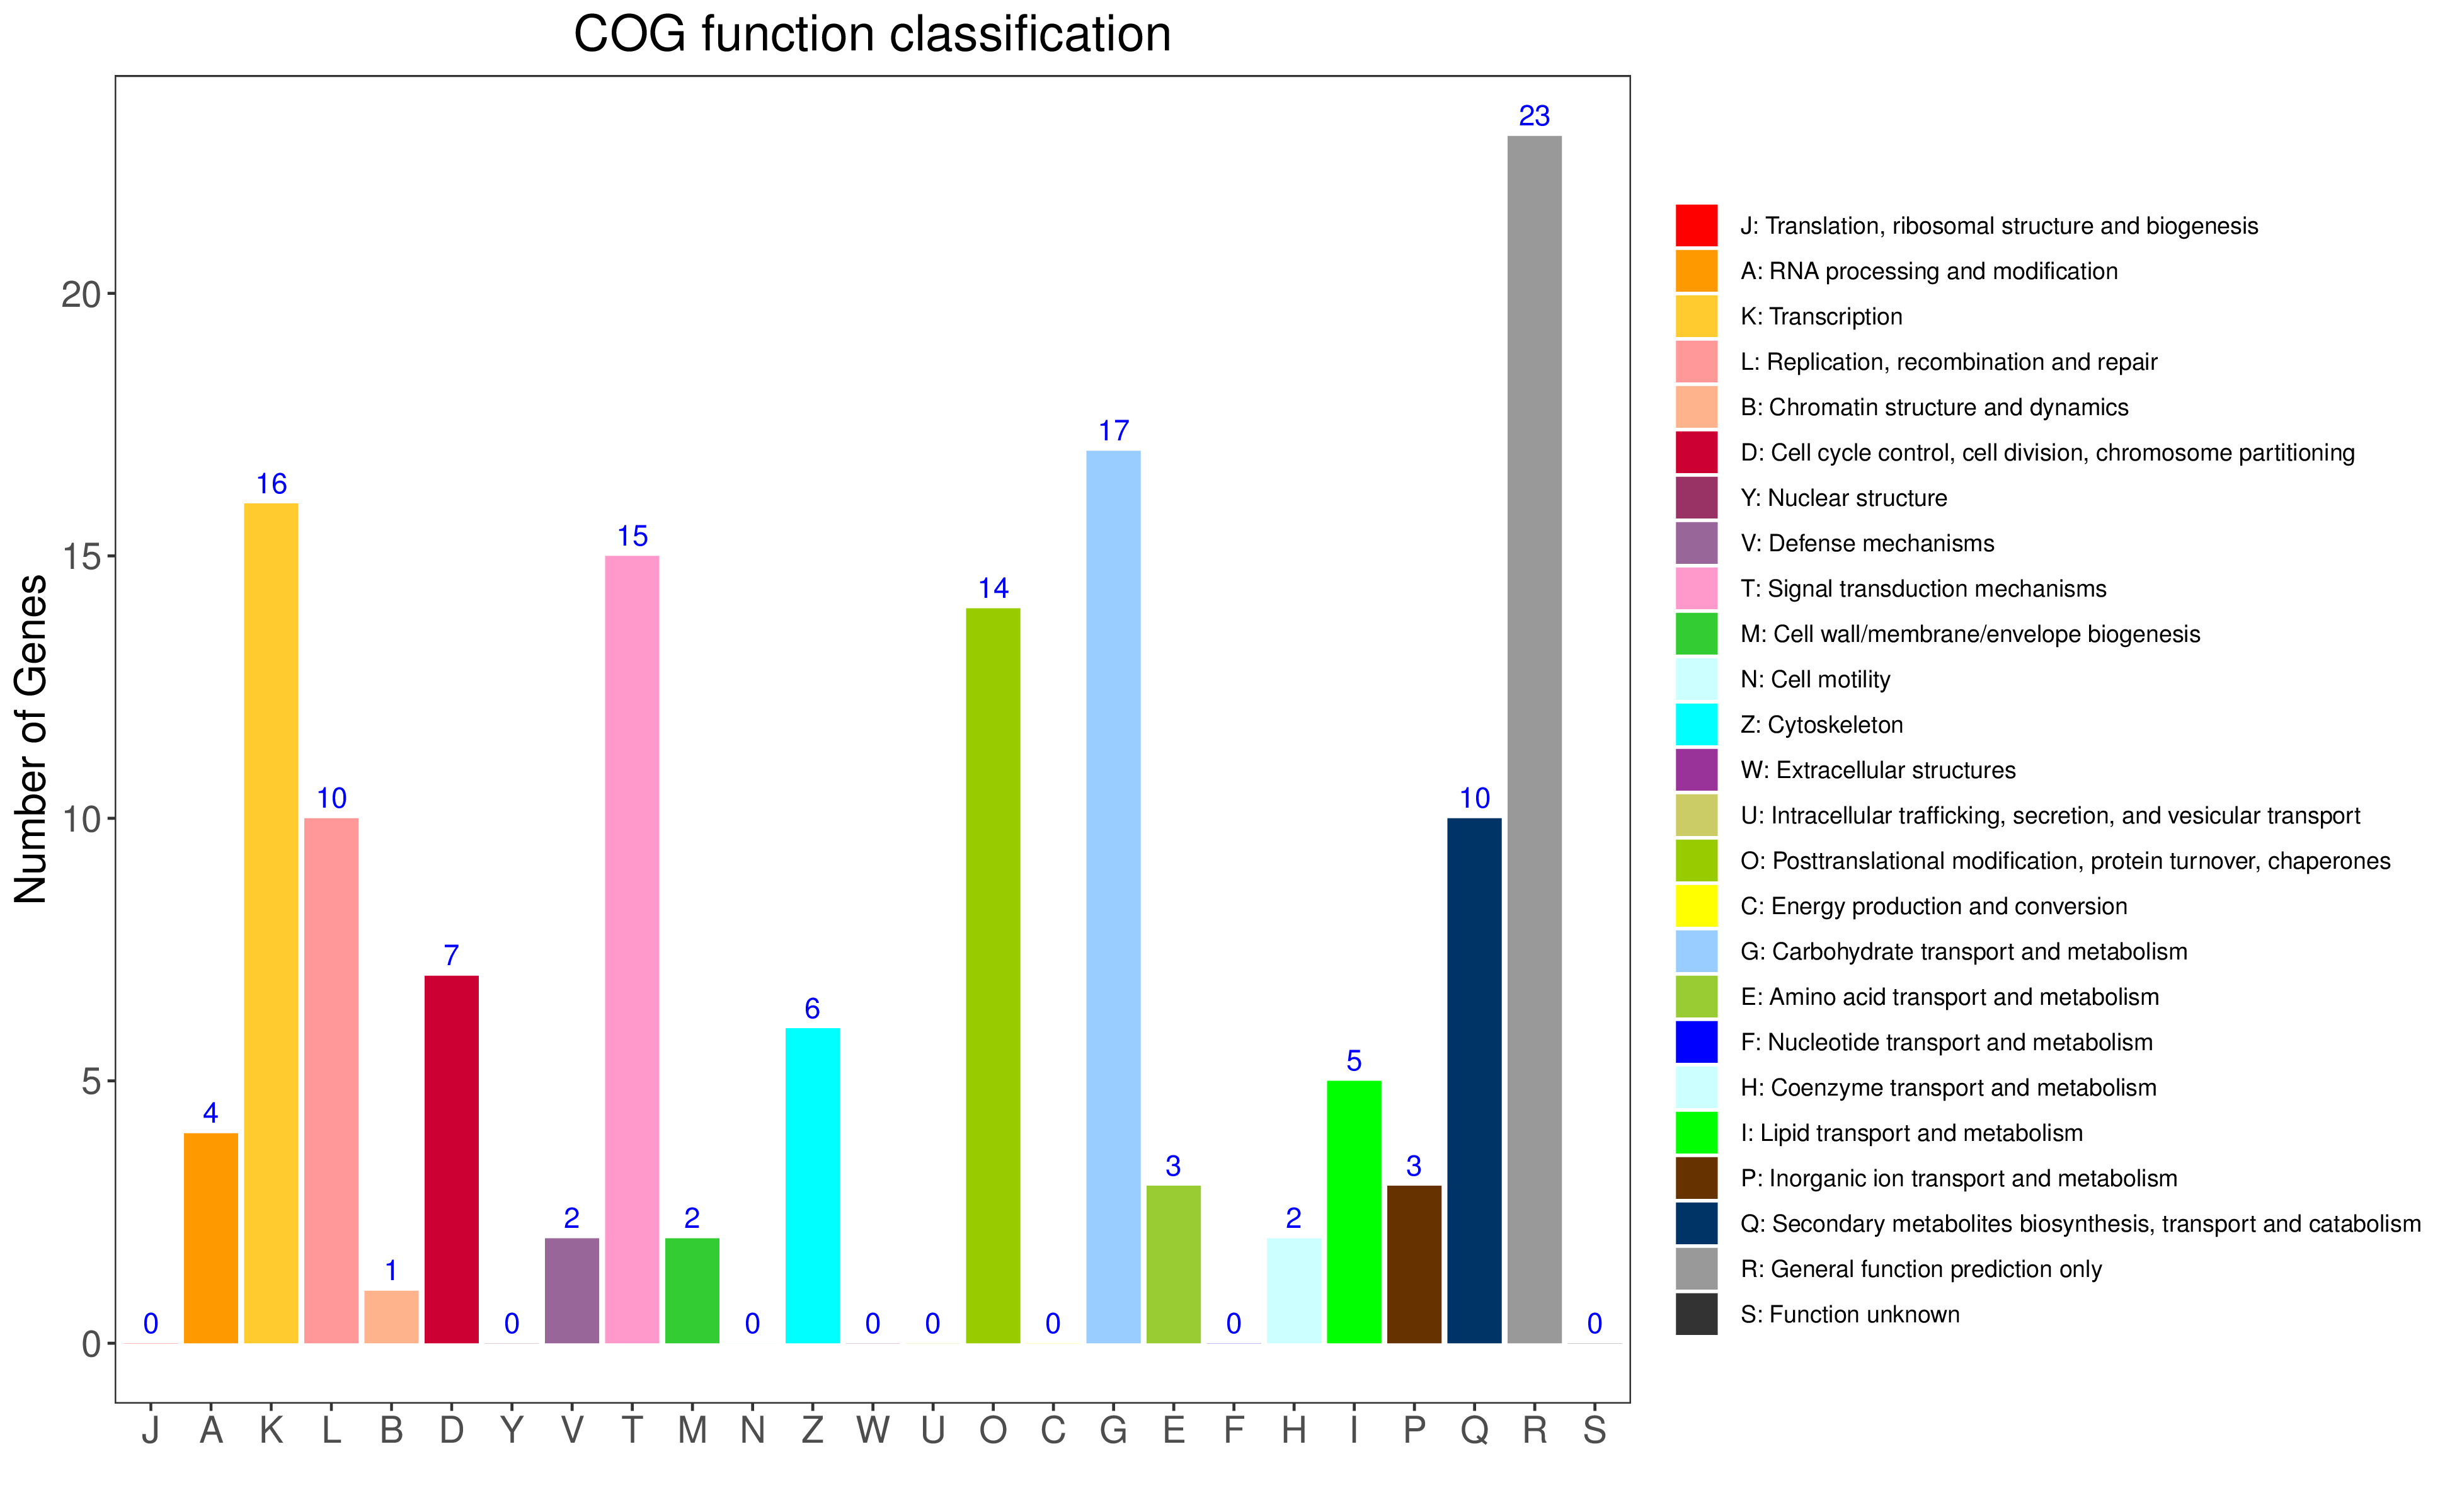 COG function classification
Number of Genes
20
15
10
5
0
0
4
16
10
1
7
0
2
15
2
0
6
0
0
14
0
17
3
0
2
5
3
10
23
0
J A K L B D Y V T M N Z W U O C G E F H I P Q R S
J: Translation, ribosomal structure and biogenesis
A: RNA processing and modification
K: Transcription
L: Replication, recombination and repair
B: Chromatin structure and dynamics
D: Cell cycle control, cell division, chromosome partitioning
Y: Nuclear structure
V: Defense mechanisms
T: Signal transduction mechanisms
M: Cell wall/membrane/envelope biogenesis
N: Cell motility
Z: Cytoskeleton
W: Extracellular structures
U: Intracellular trafficking, secretion, and vesicular transport
O: Posttranslational modification, protein turnover, chaperones
C: Energy production and conversion
G: Carbohydrate transport and metabolism
E: Amino acid transport and metabolism
F: Nucleotide transport and metabolism
H: Coenzyme transport and metabolism
I: Lipid transport and metabolism
P: Inorganic ion transport and metabolism
Q: Secondary metabolites biosynthesis, transport and catabolism
R: General function prediction only
S: Function unknown